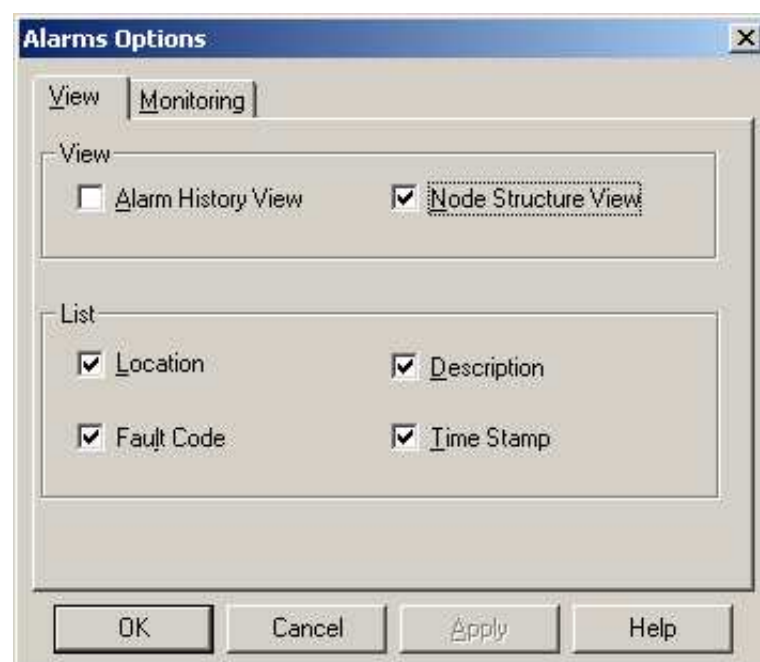 Alarms Options
View Monitoring
View
Alarm History View Node Structure View
List
Location Description
Fault Code Time Stamp
OK Cancel Apply Help